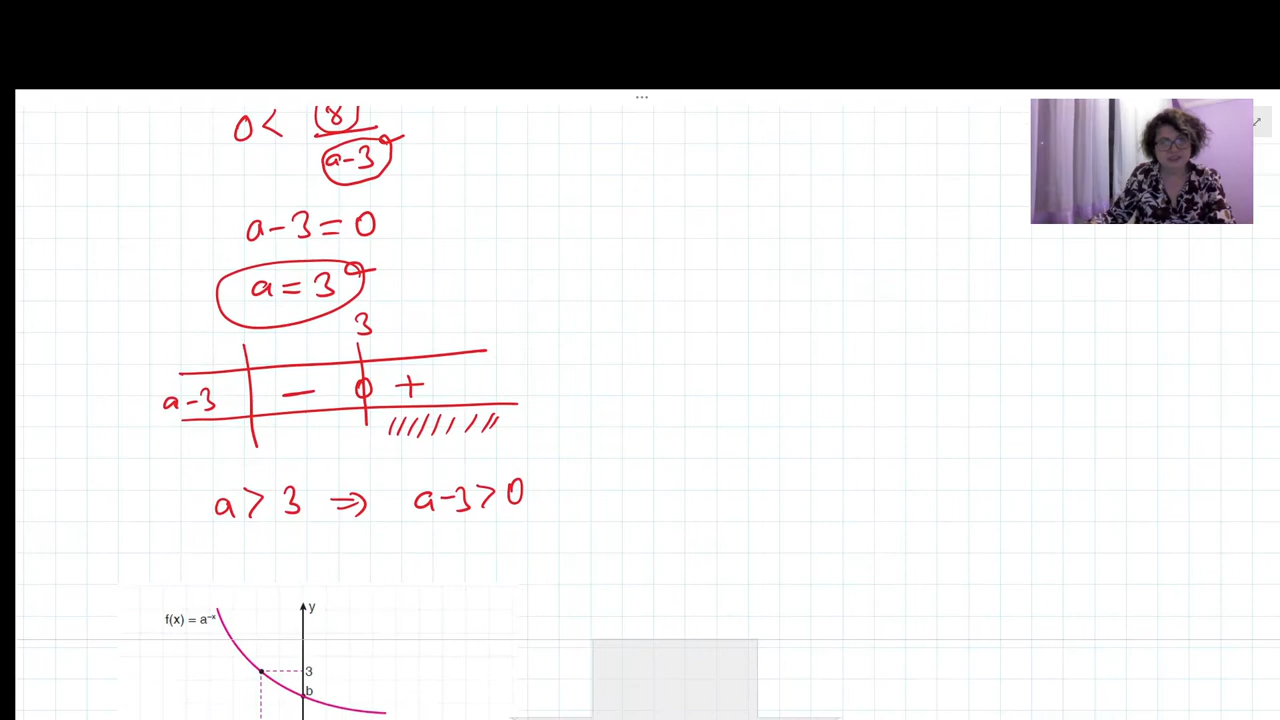 0 < (8)
a-3
a-3=0
a=3
3
a-3 | - 0 +
a > 3 ⇒ a-3 > 0
y
f(x) = a⁻ˣ
3
b